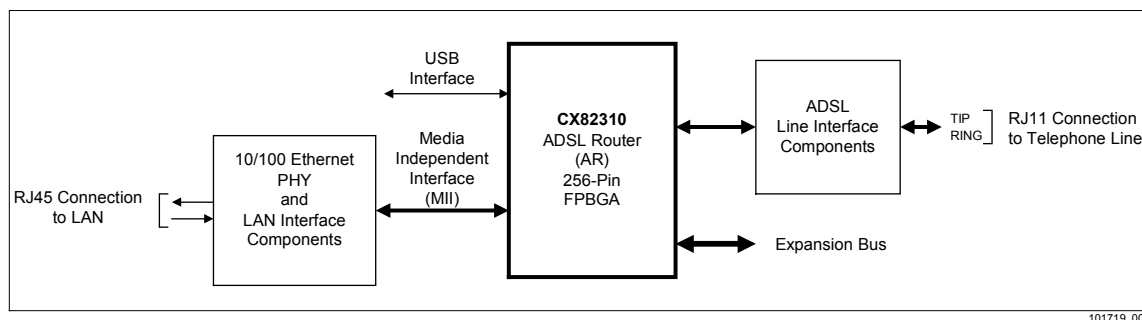 USB
Interface
CX82310
ADSL Router
(AR)
256-Pin
FPBGA
ADSL
Line Interface
Components
TIP
RING
RJ11 Connection
to Telephone Line
Media
Independent
Interface
(MII)
10/100 Ethernet
PHY
and
LAN Interface
Components
RJ45 Connection
to LAN
Expansion Bus